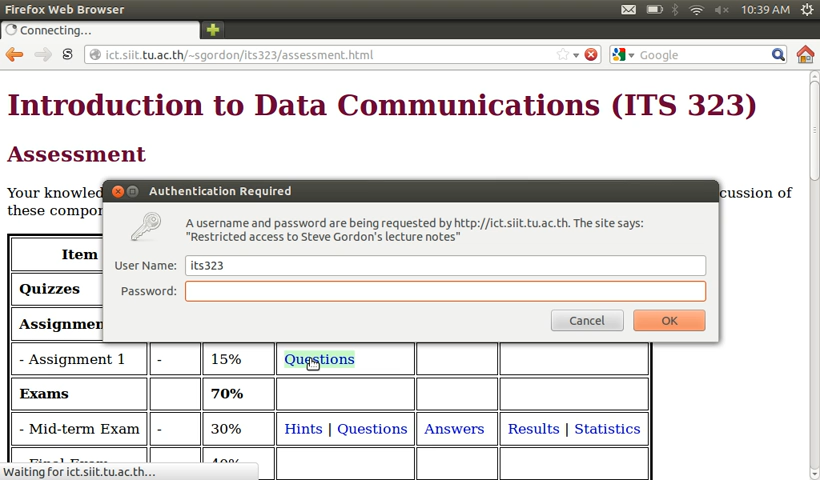 Firefox Web Browser
10:39 AM
Connecting…
ict.siit.tu.ac.th/~sgordon/its323/assessment.html
Google
Introduction to Data Communications (ITS 323)
Assessment
Your knowled
cussion of
these compor
Authentication Required
A username and password are being requested by http://ict.siit.tu.ac.th. The site says:
"Restricted access to Steve Gordon's lecture notes"
User Name: its323
Password:
Cancel OK
Item
Quizzes
Assignmen
- Assignment 1 - 15% Questions
Exams 70%
- Mid-term Exam - 30% Hints | Questions Answers Results | Statistics
- Final Exam 40%
Waiting for ict.siit.tu.ac.th…